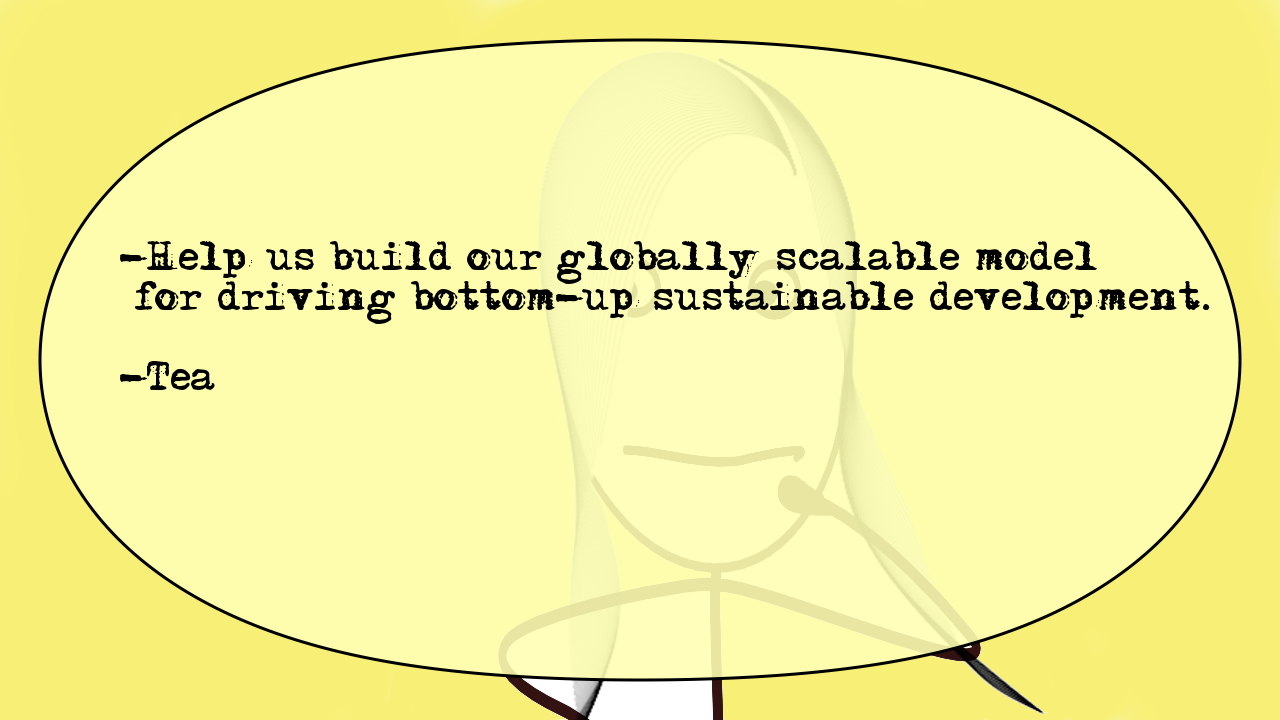 -Help us build our globally scalable model
for driving bottom-up sustainable development.
-Tea